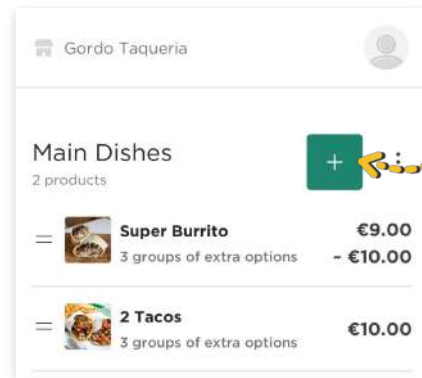 Gordo Taqueria
Main Dishes
2 products
+
Super Burrito
€9.00
3 groups of extra options
~ €10.00
2 Tacos
€10.00
3 groups of extra options